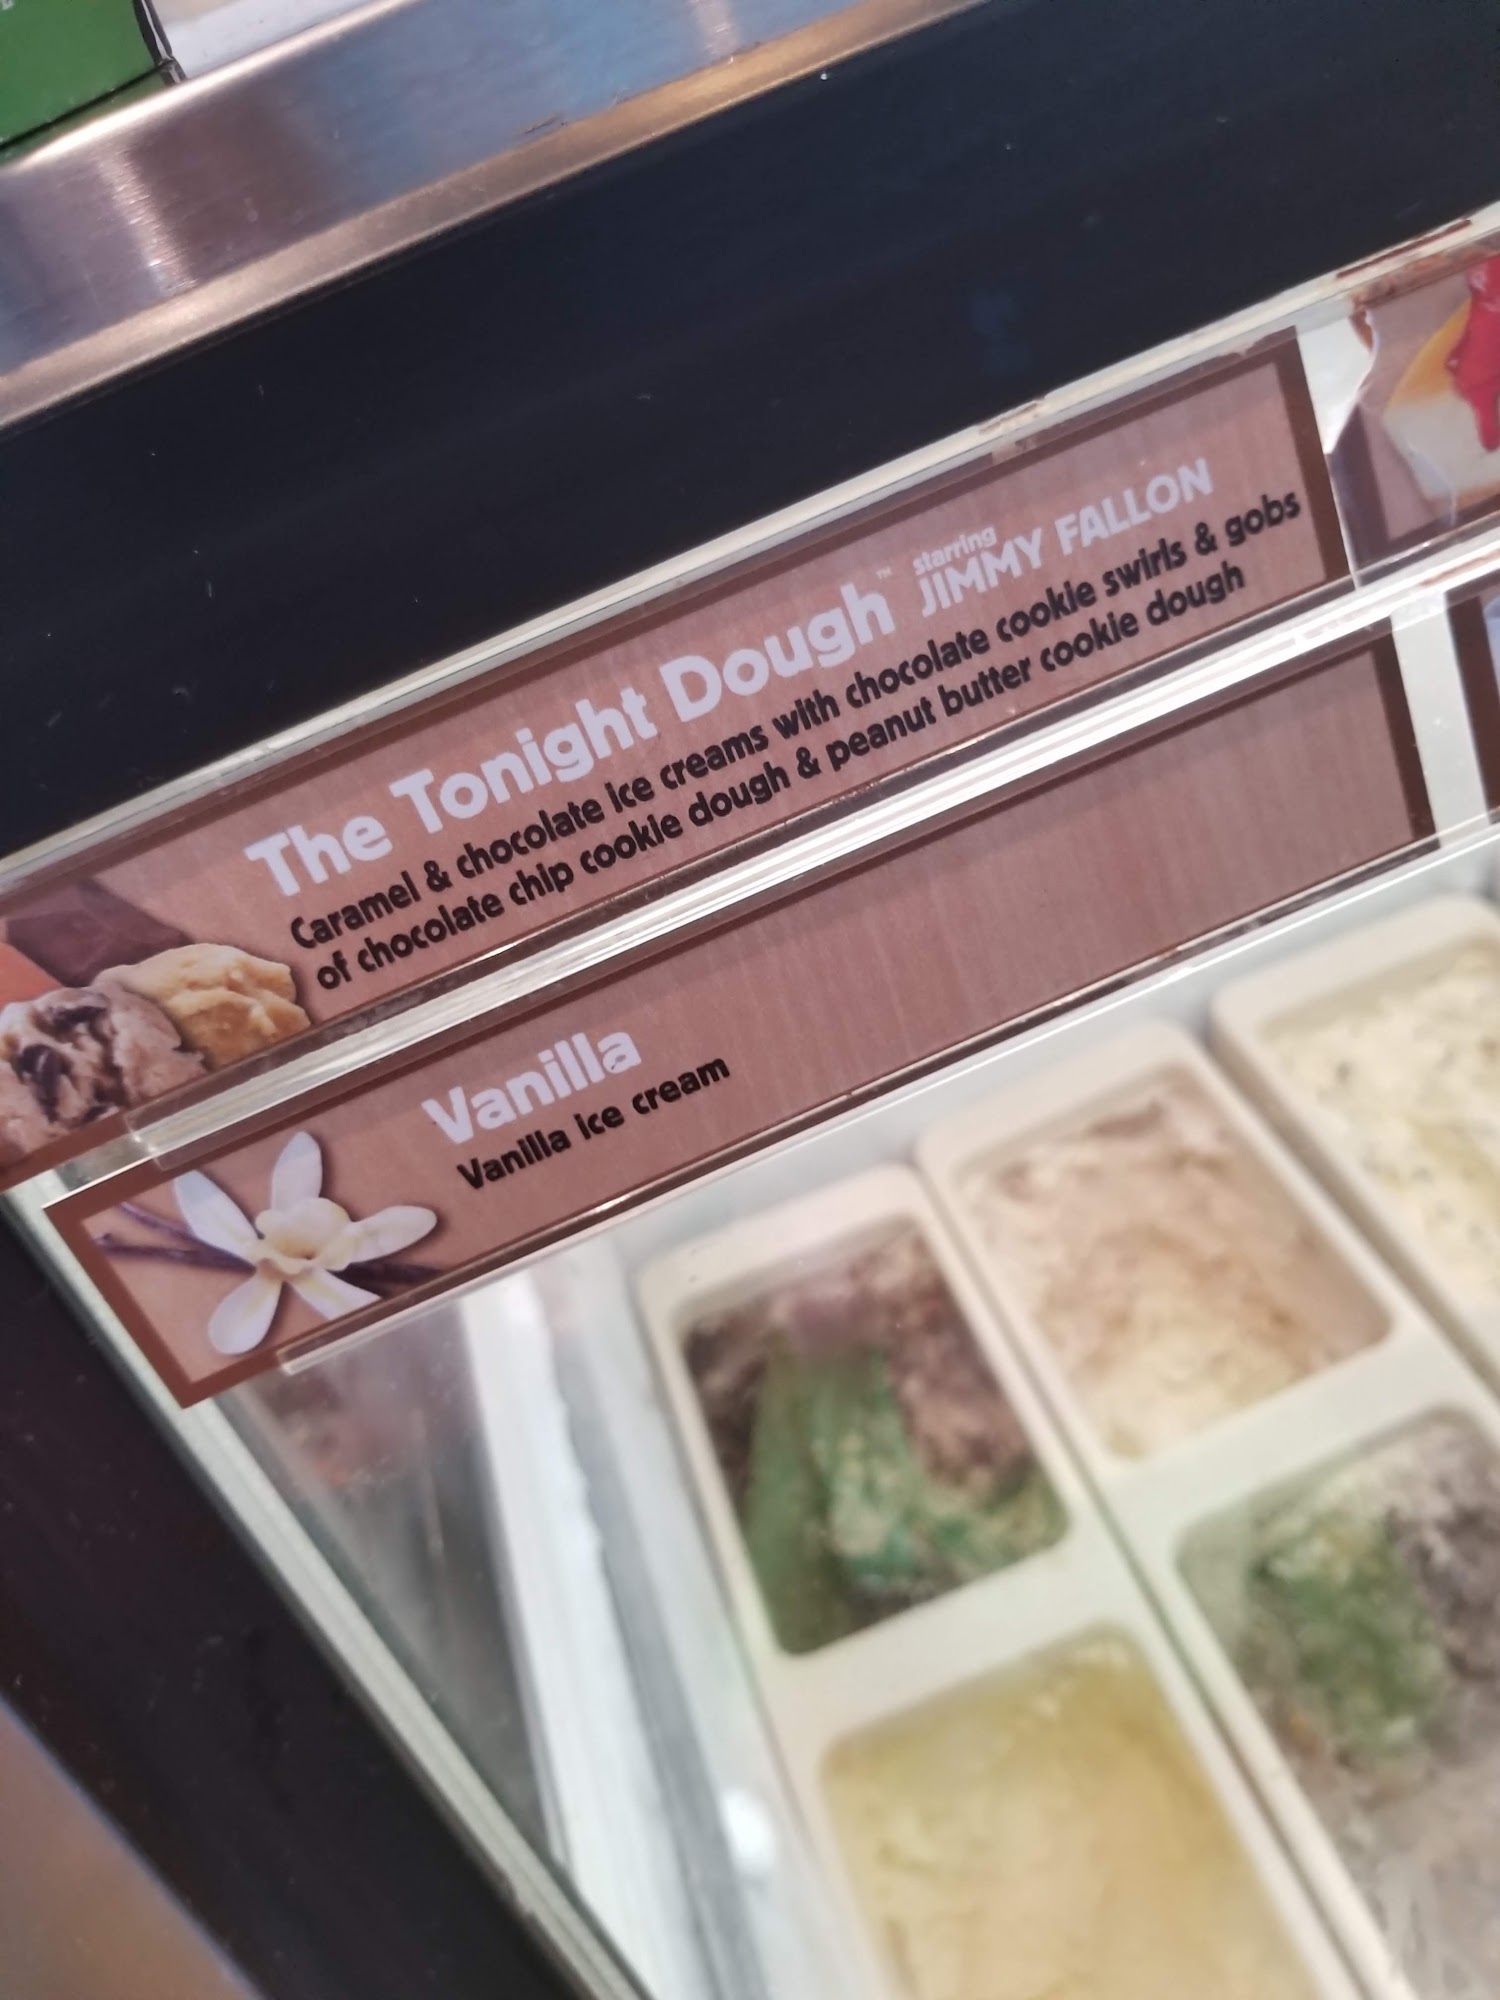 The Tonight Dough™ starring JIMMY FALLON
Caramel & chocolate ice creams with chocolate cookie swirls & gobs
of chocolate chip cookie dough & peanut butter cookie dough
Vanilla
Vanilla ice cream